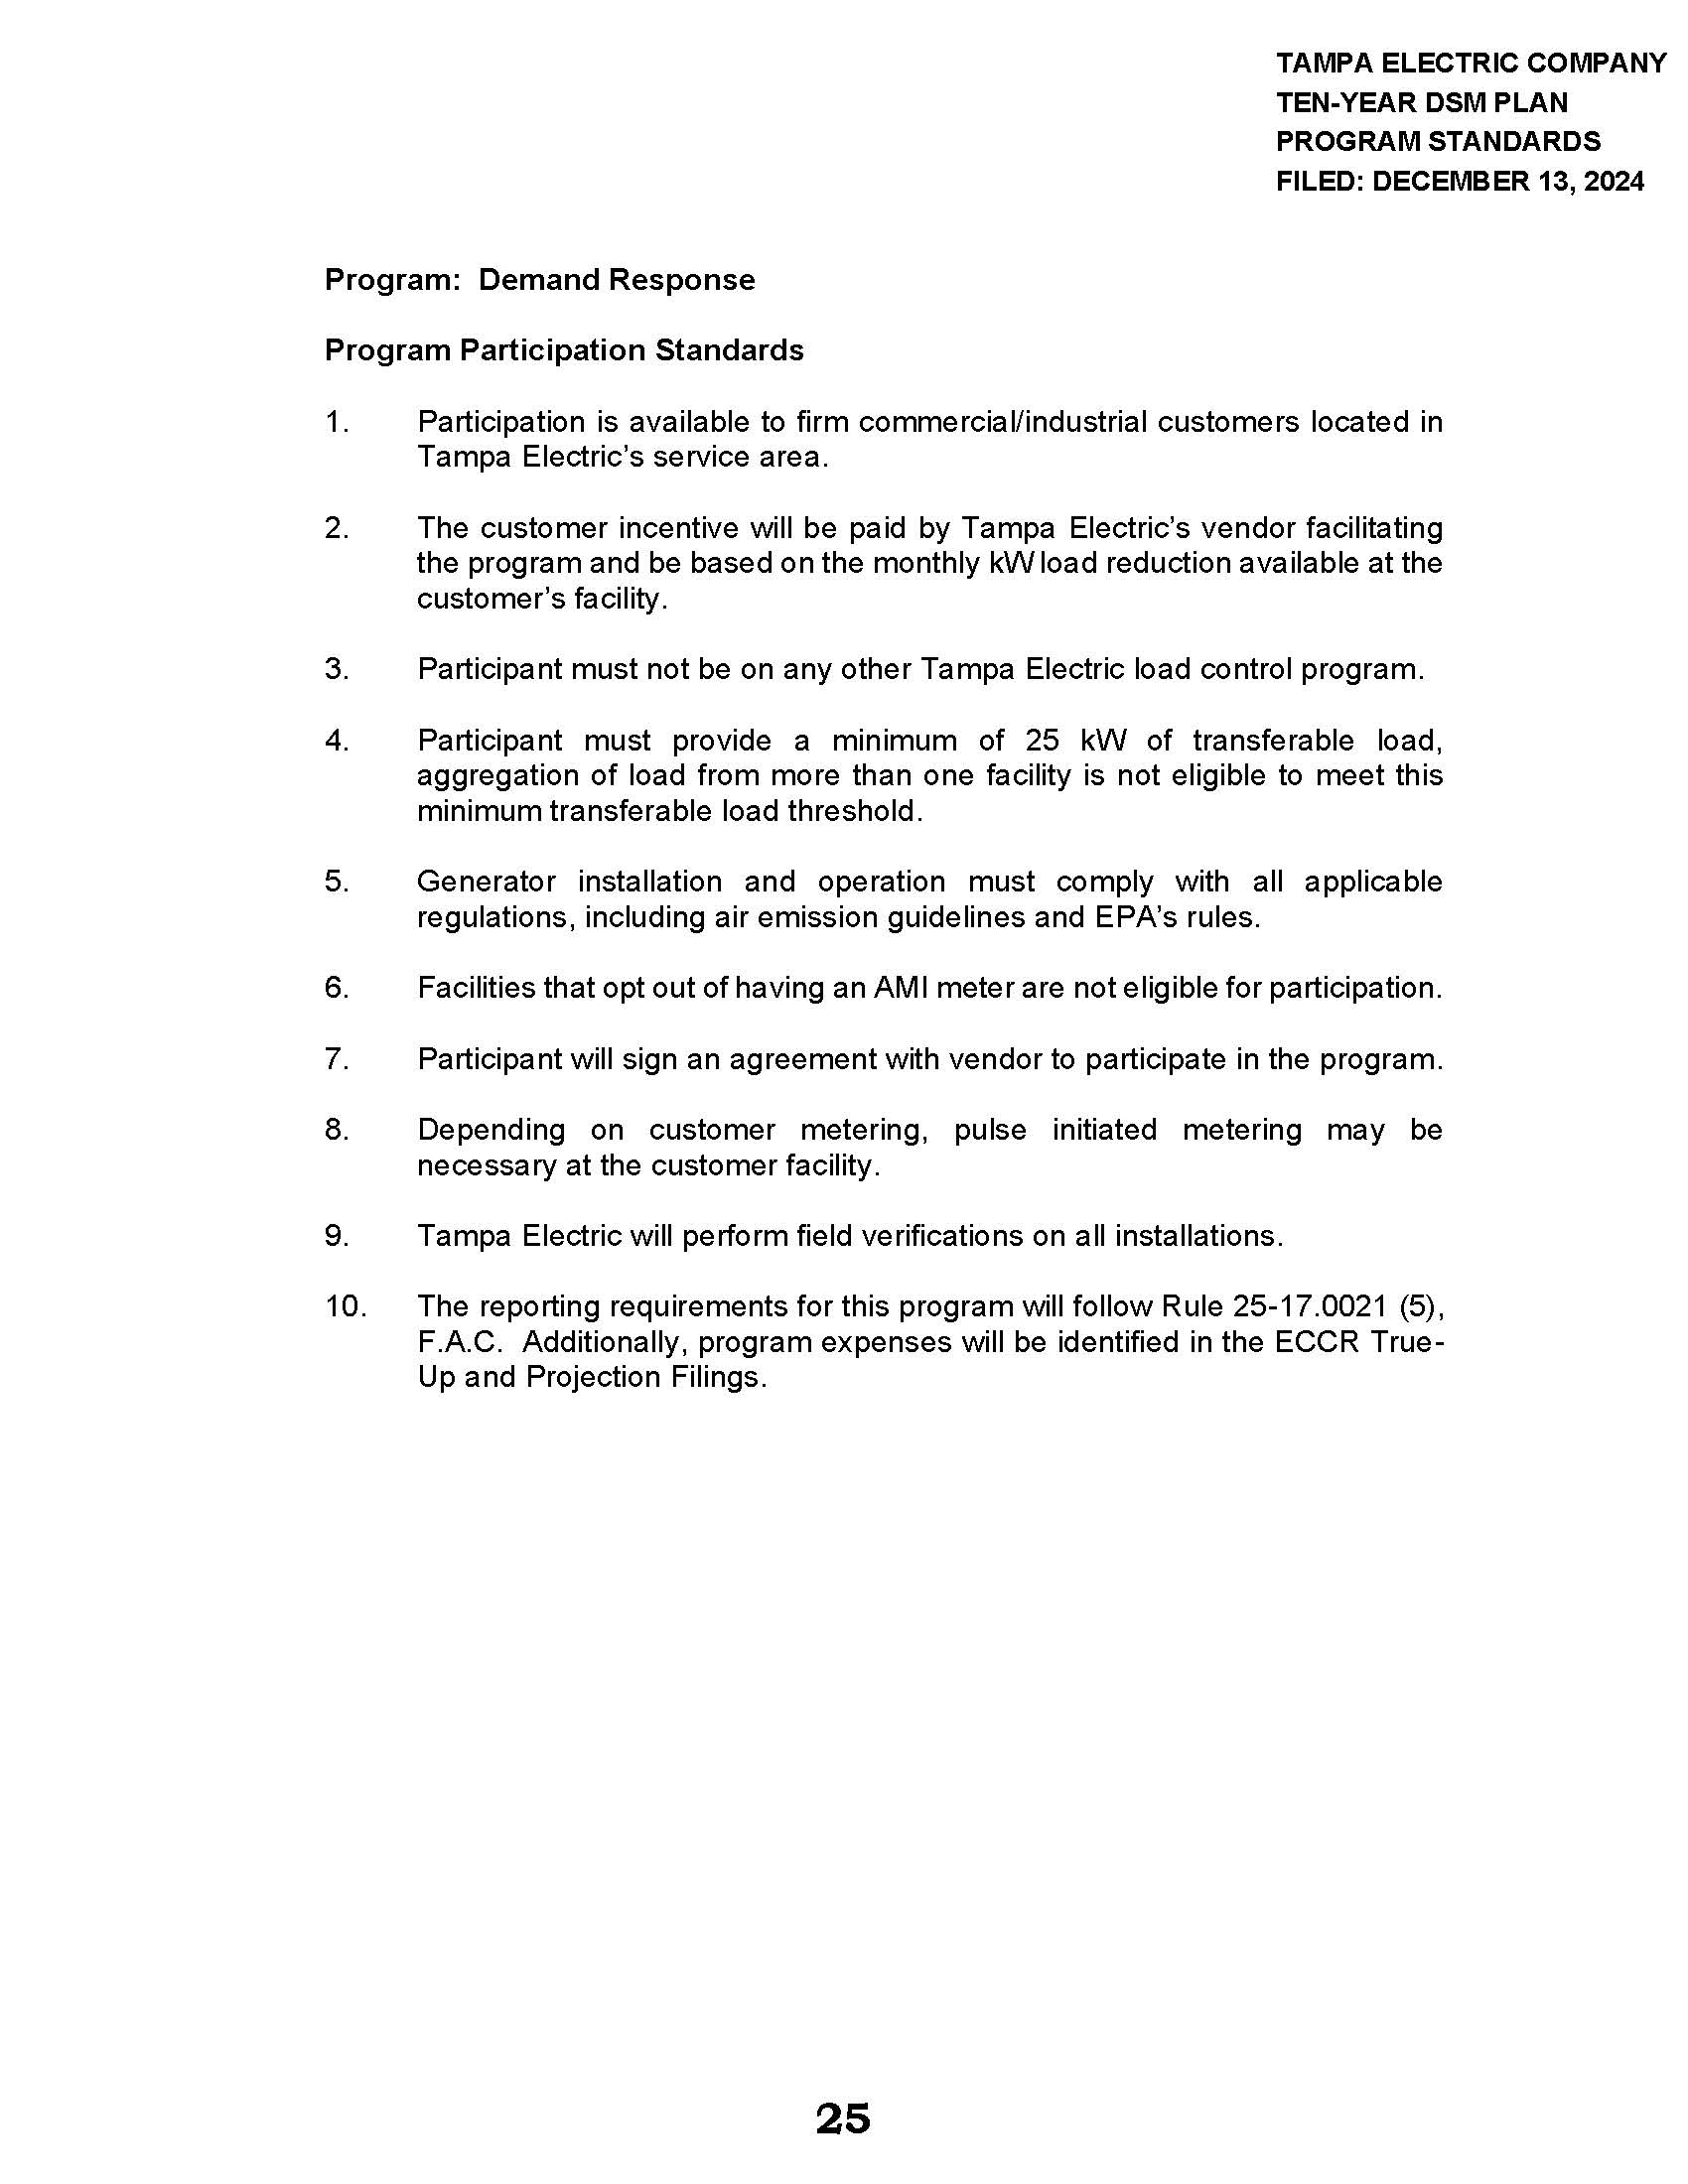 TAMPA ELECTRIC COMPANY
TEN-YEAR DSM PLAN
PROGRAM STANDARDS
FILED: DECEMBER 13, 2024
Program: Demand Response
Program Participation Standards
1. Participation is available to firm commercial/industrial customers located in
Tampa Electric’s service area.
2. The customer incentive will be paid by Tampa Electric’s vendor facilitating
the program and be based on the monthly kW load reduction available at the
customer’s facility.
3. Participant must not be on any other Tampa Electric load control program.
4. Participant must provide a minimum of 25 kW of transferable load,
aggregation of load from more than one facility is not eligible to meet this
minimum transferable load threshold.
5. Generator installation and operation must comply with all applicable
regulations, including air emission guidelines and EPA’s rules.
6. Facilities that opt out of having an AMI meter are not eligible for participation.
7. Participant will sign an agreement with vendor to participate in the program.
8. Depending on customer metering, pulse initiated metering may be
necessary at the customer facility.
9. Tampa Electric will perform field verifications on all installations.
10. The reporting requirements for this program will follow Rule 25-17.0021 (5),
F.A.C. Additionally, program expenses will be identified in the ECCR True-
Up and Projection Filings.
25